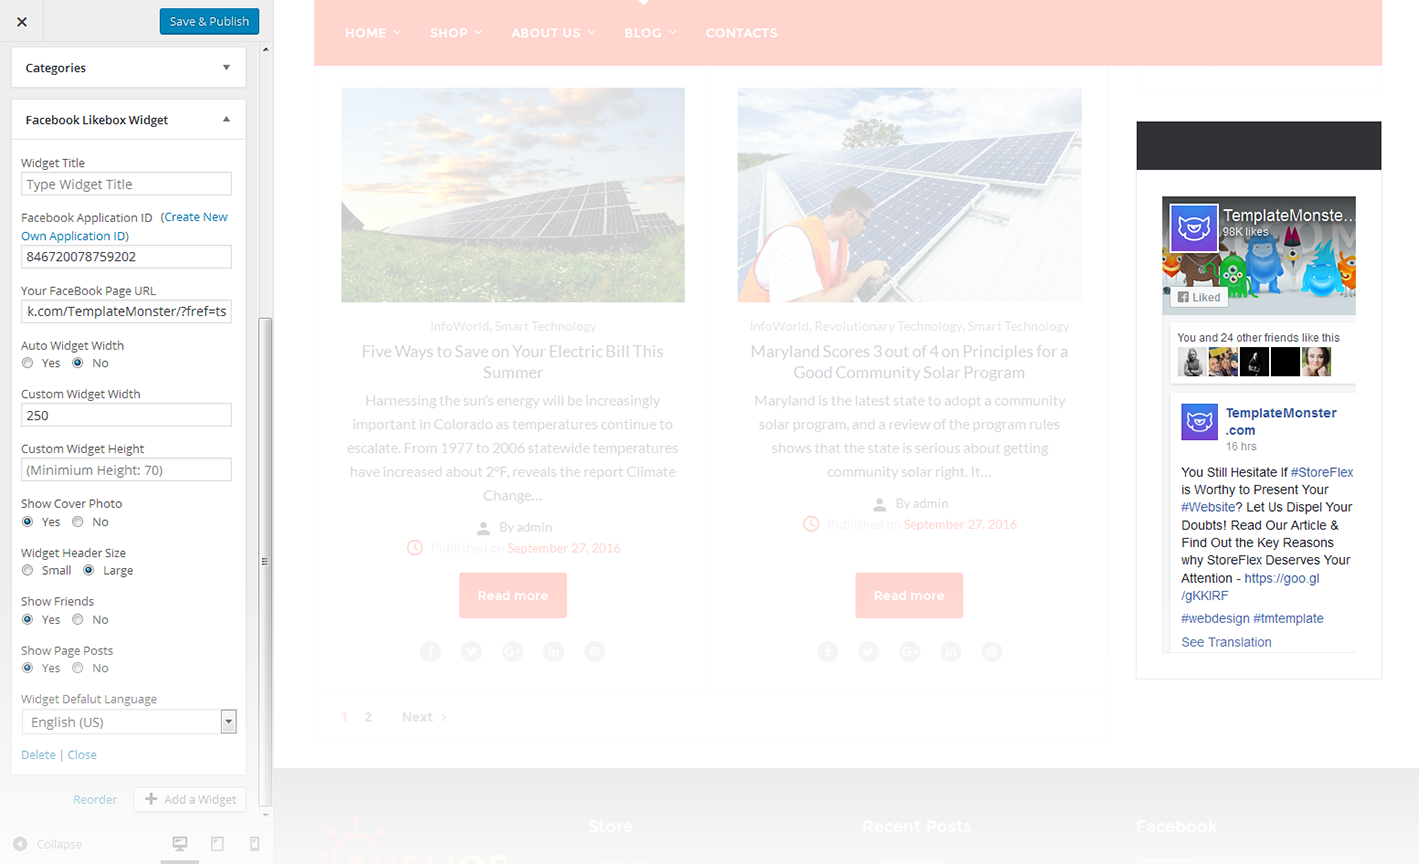 Save & Publish
Categories
Facebook Likebox Widget
Widget Title
Type Widget Title
Facebook Application ID (Create New
Own Application ID)
846720078759202
Your FaceBook Page URL
k.com/TemplateMonster/?fref=ts
Auto Widget Width
Yes No
Custom Widget Width
250
Custom Widget Height
(Minimium Height: 70)
Show Cover Photo
Yes No
Widget Header Size
Small Large
Show Friends
Yes No
Show Page Posts
Yes No
Widget Defalut Language
English (US)
Delete | Close
Reorder
Add a Widget
Collapse
HOME SHOP ABOUT US BLOG CONTACTS
InfoWorld, Smart Technology
Five Ways to Save on Your Electric Bill This
Summer
Harnessing the sun's energy will be increasingly
important in Colorado as temperatures continue to
escalate. From 1977 to 2006 statewide temperatures
have increased about 2°F, reveals the report Climate
Change...
By admin
Published on September 27, 2016
Read more
InfoWorld, Revolutionary Technology, Smart Technology
Maryland Scores 3 out of 4 on Principles for a
Good Community Solar Program
Maryland is the latest state to adopt a community
solar program, and a review of the program rules
shows that the state is serious about getting
community solar right. It...
By admin
Published on September 27, 2016
Read more
1 2 Next
TemplateMonste...
98K likes
Liked
You and 24 other friends like this
TemplateMonster
.com
16 hrs
You Still Hesitate If #StoreFlex
is Worthy to Present Your
#Website? Let Us Dispel Your
Doubts! Read Our Article &
Find Out the Key Reasons
why StoreFlex Deserves Your
Attention - https://goo.gl
/gKKlRF
#webdesign #tmtemplate
See Translation
Store
Recent Posts
Facebook